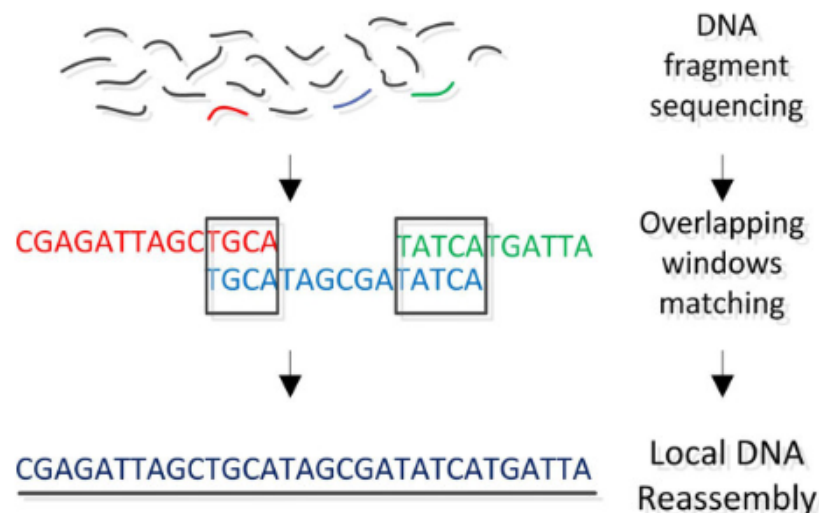 DNA
fragment
sequencing
CGAGATTAGCTGCA
TATCATGATTA
TGCATAGCGATATCA
Overlapping
windows
matching
CGAGATTAGCTGCATAGCGATATCATGATTA
Local DNA
Reassembly